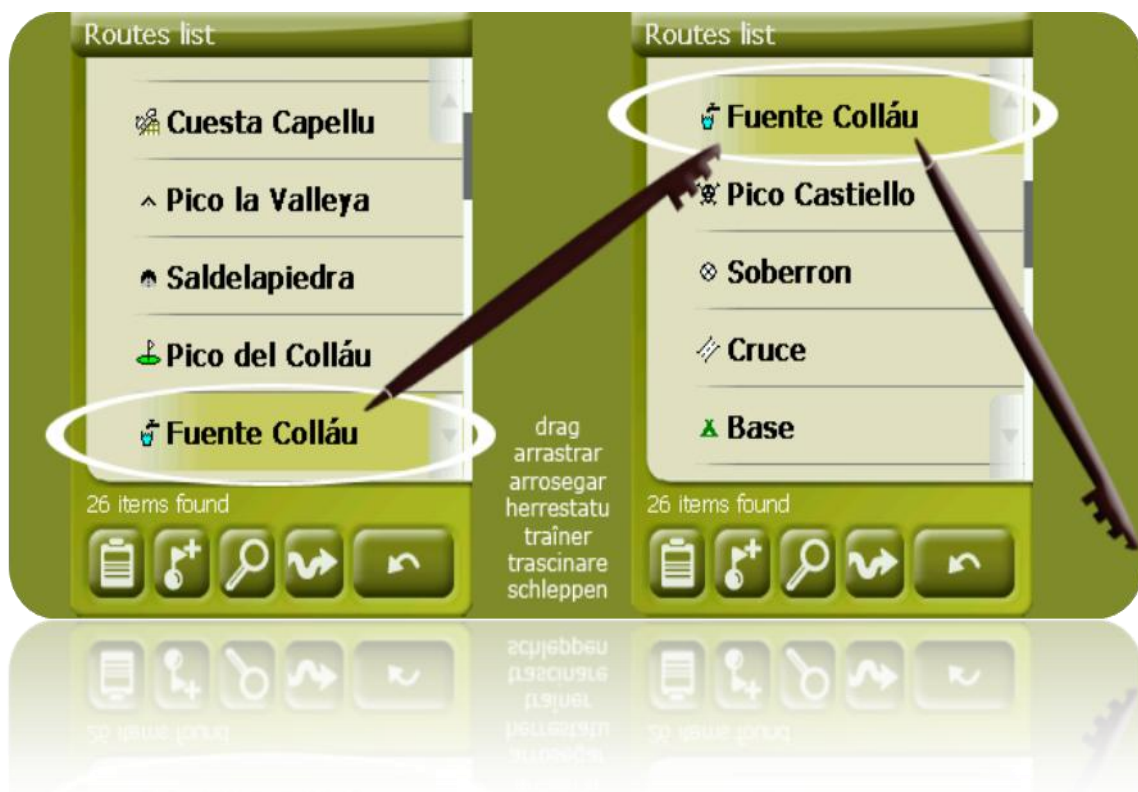 Routes list
Cuesta Capellu
Pico la Valleya
Saldelapiedra
Pico del Colláu
Fuente Colláu
26 items found
drag
arrastrar
arrosegar
herrestatu
traîner
trascinare
schleppen
Routes list
Fuente Colláu
Pico Castiello
Soberron
Cruce
Base
26 items found